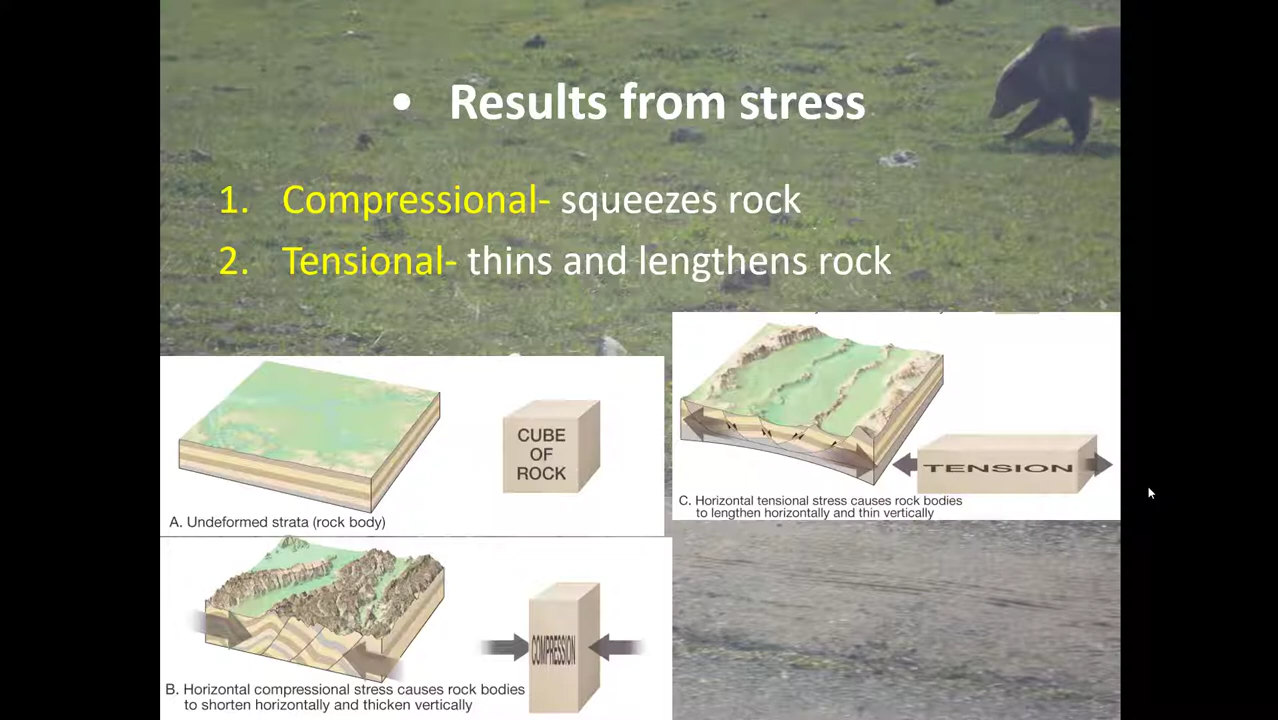 • Results from stress
1. Compressional- squeezes rock
2. Tensional- thins and lengthens rock
CUBE
OF
ROCK
A. Undeformed strata (rock body)
TENSION
C. Horizontal tensional stress causes rock bodies
to lengthen horizontally and thin vertically
COMPRESSION
B. Horizontal compressional stress causes rock bodies
to shorten horizontally and thicken vertically